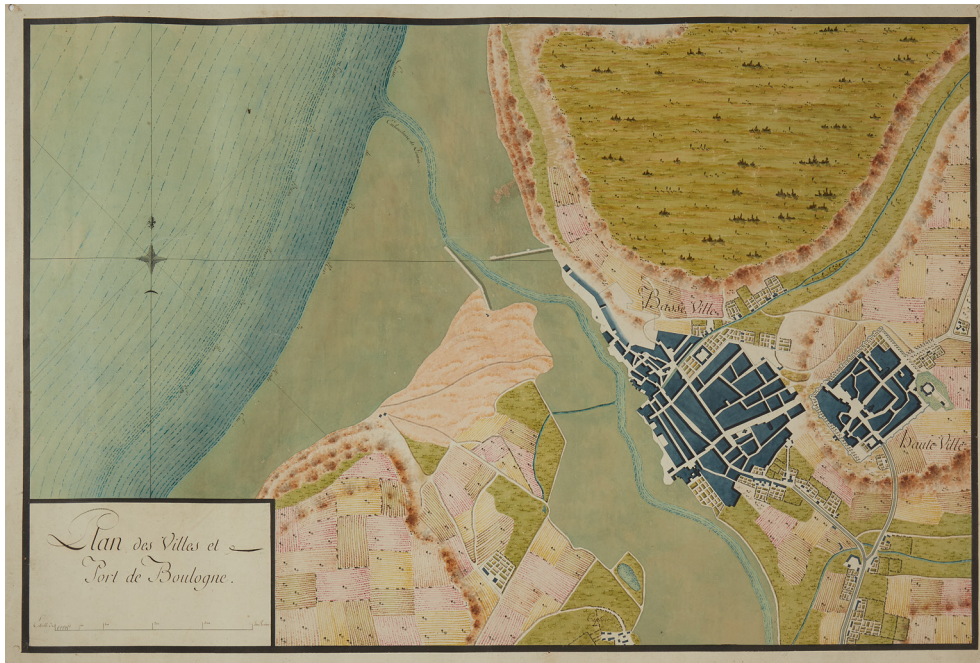 Plan des Villes et
Port de Boulogne.
Basse Ville
Haute Ville